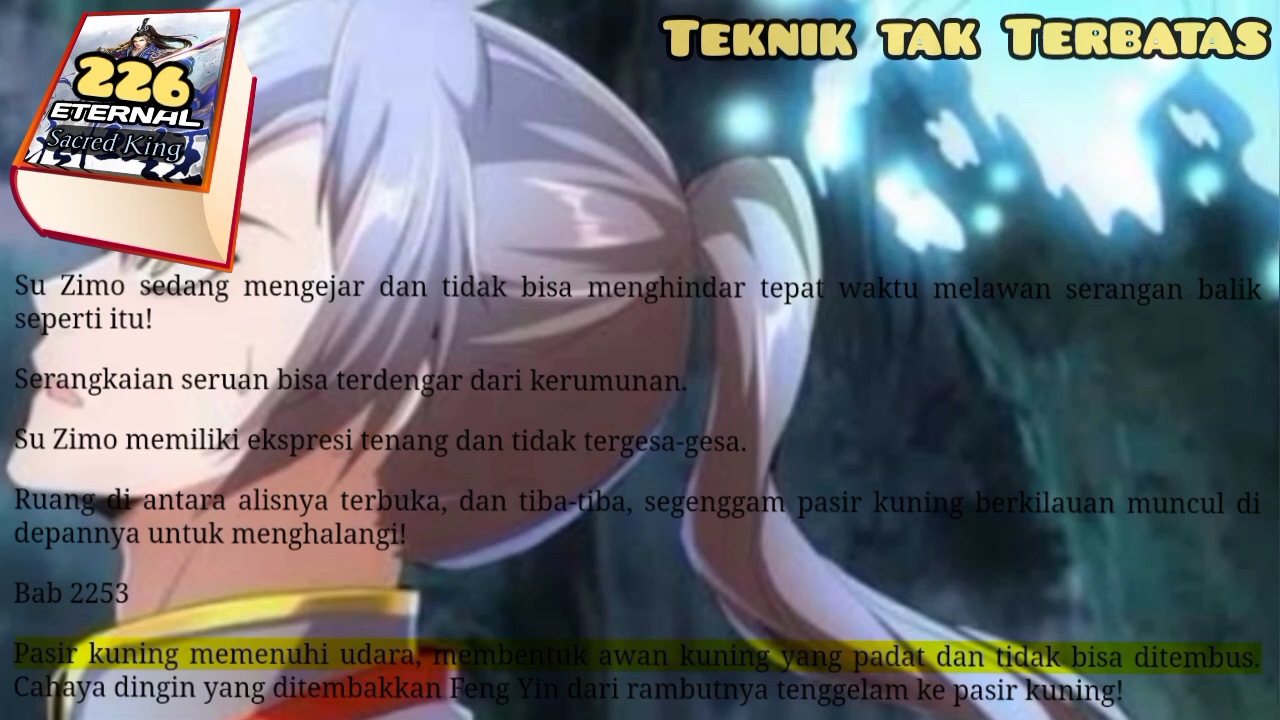 Teknik tak Terbatas
226
ETERNAL
Sacred King
Su Zimo sedang mengejar dan tidak bisa menghindar tepat waktu melawan serangan balik
seperti itu!
Serangkaian seruan bisa terdengar dari kerumunan.
Su Zimo memiliki ekspresi tenang dan tidak tergesa-gesa.
Ruang di antara alisnya terbuka, dan tiba-tiba, segenggam pasir kuning berkilauan muncul di
depannya untuk menghalangi!
Bab 2253
Pasir kuning memenuhi udara, membentuk awan kuning yang padat dan tidak bisa ditembus.
Cahaya dingin yang ditembakkan Feng Yin dari rambutnya tenggelam ke pasir kuning!